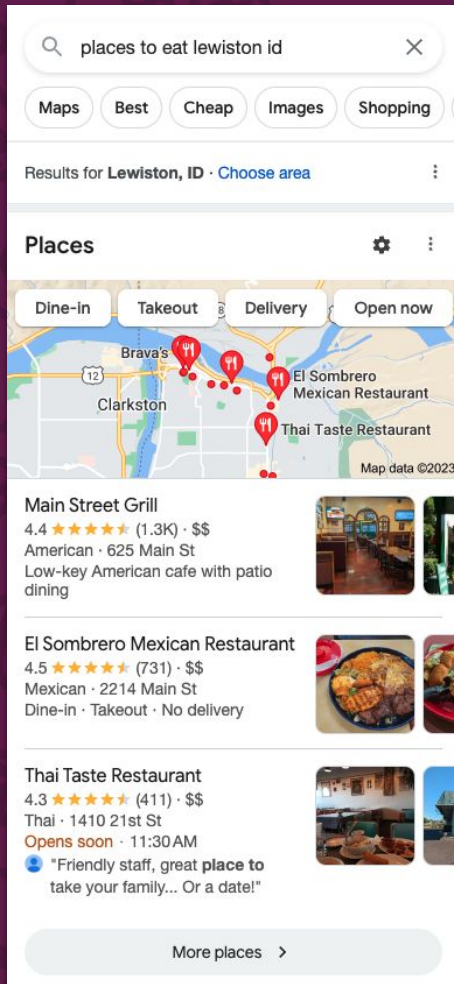 places to eat lewiston id
Maps Best Cheap Images Shopping
Results for Lewiston, ID · Choose area
Places
Dine-in Takeout Delivery Open now
Brava's
12
El Sombrero
Mexican Restaurant
Clarkston
Thai Taste Restaurant
Map data ©2023
Main Street Grill
4.4 (1.3K) · $$
American · 625 Main St
Low-key American cafe with patio
dining
El Sombrero Mexican Restaurant
4.5 (731) · $$
Mexican · 2214 Main St
Dine-in · Takeout · No delivery
Thai Taste Restaurant
4.3 (411) · $$
Thai · 1410 21st St
Opens soon · 11:30 AM
"Friendly staff, great place to
take your family... Or a date!"
More places